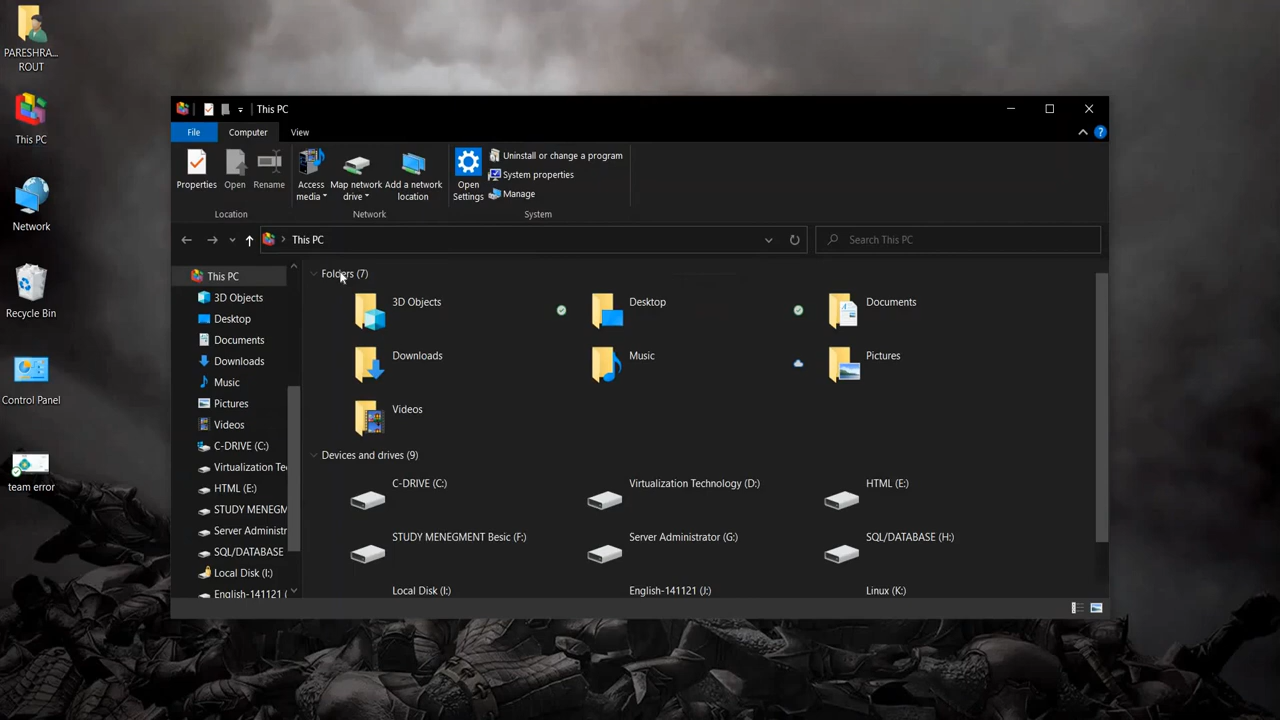 PARESHRA...
ROUT
This PC
Network
Recycle Bin
Control Panel
team error
This PC
File
Computer
View
?
Properties
Open
Rename
Access
media
Map network
drive
Add a network
location
Open
Settings
Uninstall or change a program
System properties
Manage
Location
Network
System
This PC
Search This PC
This PC
3D Objects
Desktop
Documents
Downloads
Music
Pictures
Videos
C-DRIVE (C:)
Virtualization Te
HTML (E:)
STUDY MENEGM
Server Administr
SQL/DATABASE
Local Disk (I:)
English-141121 (
Folders (7)
3D Objects
Desktop
Documents
Downloads
Music
Pictures
Videos
Devices and drives (9)
C-DRIVE (C:)
Virtualization Technology (D:)
HTML (E:)
STUDY MENEGMENT Besic (F:)
Server Administrator (G:)
SQL/DATABASE (H:)
Local Disk (I:)
English-141121 (J:)
Linux (K:)